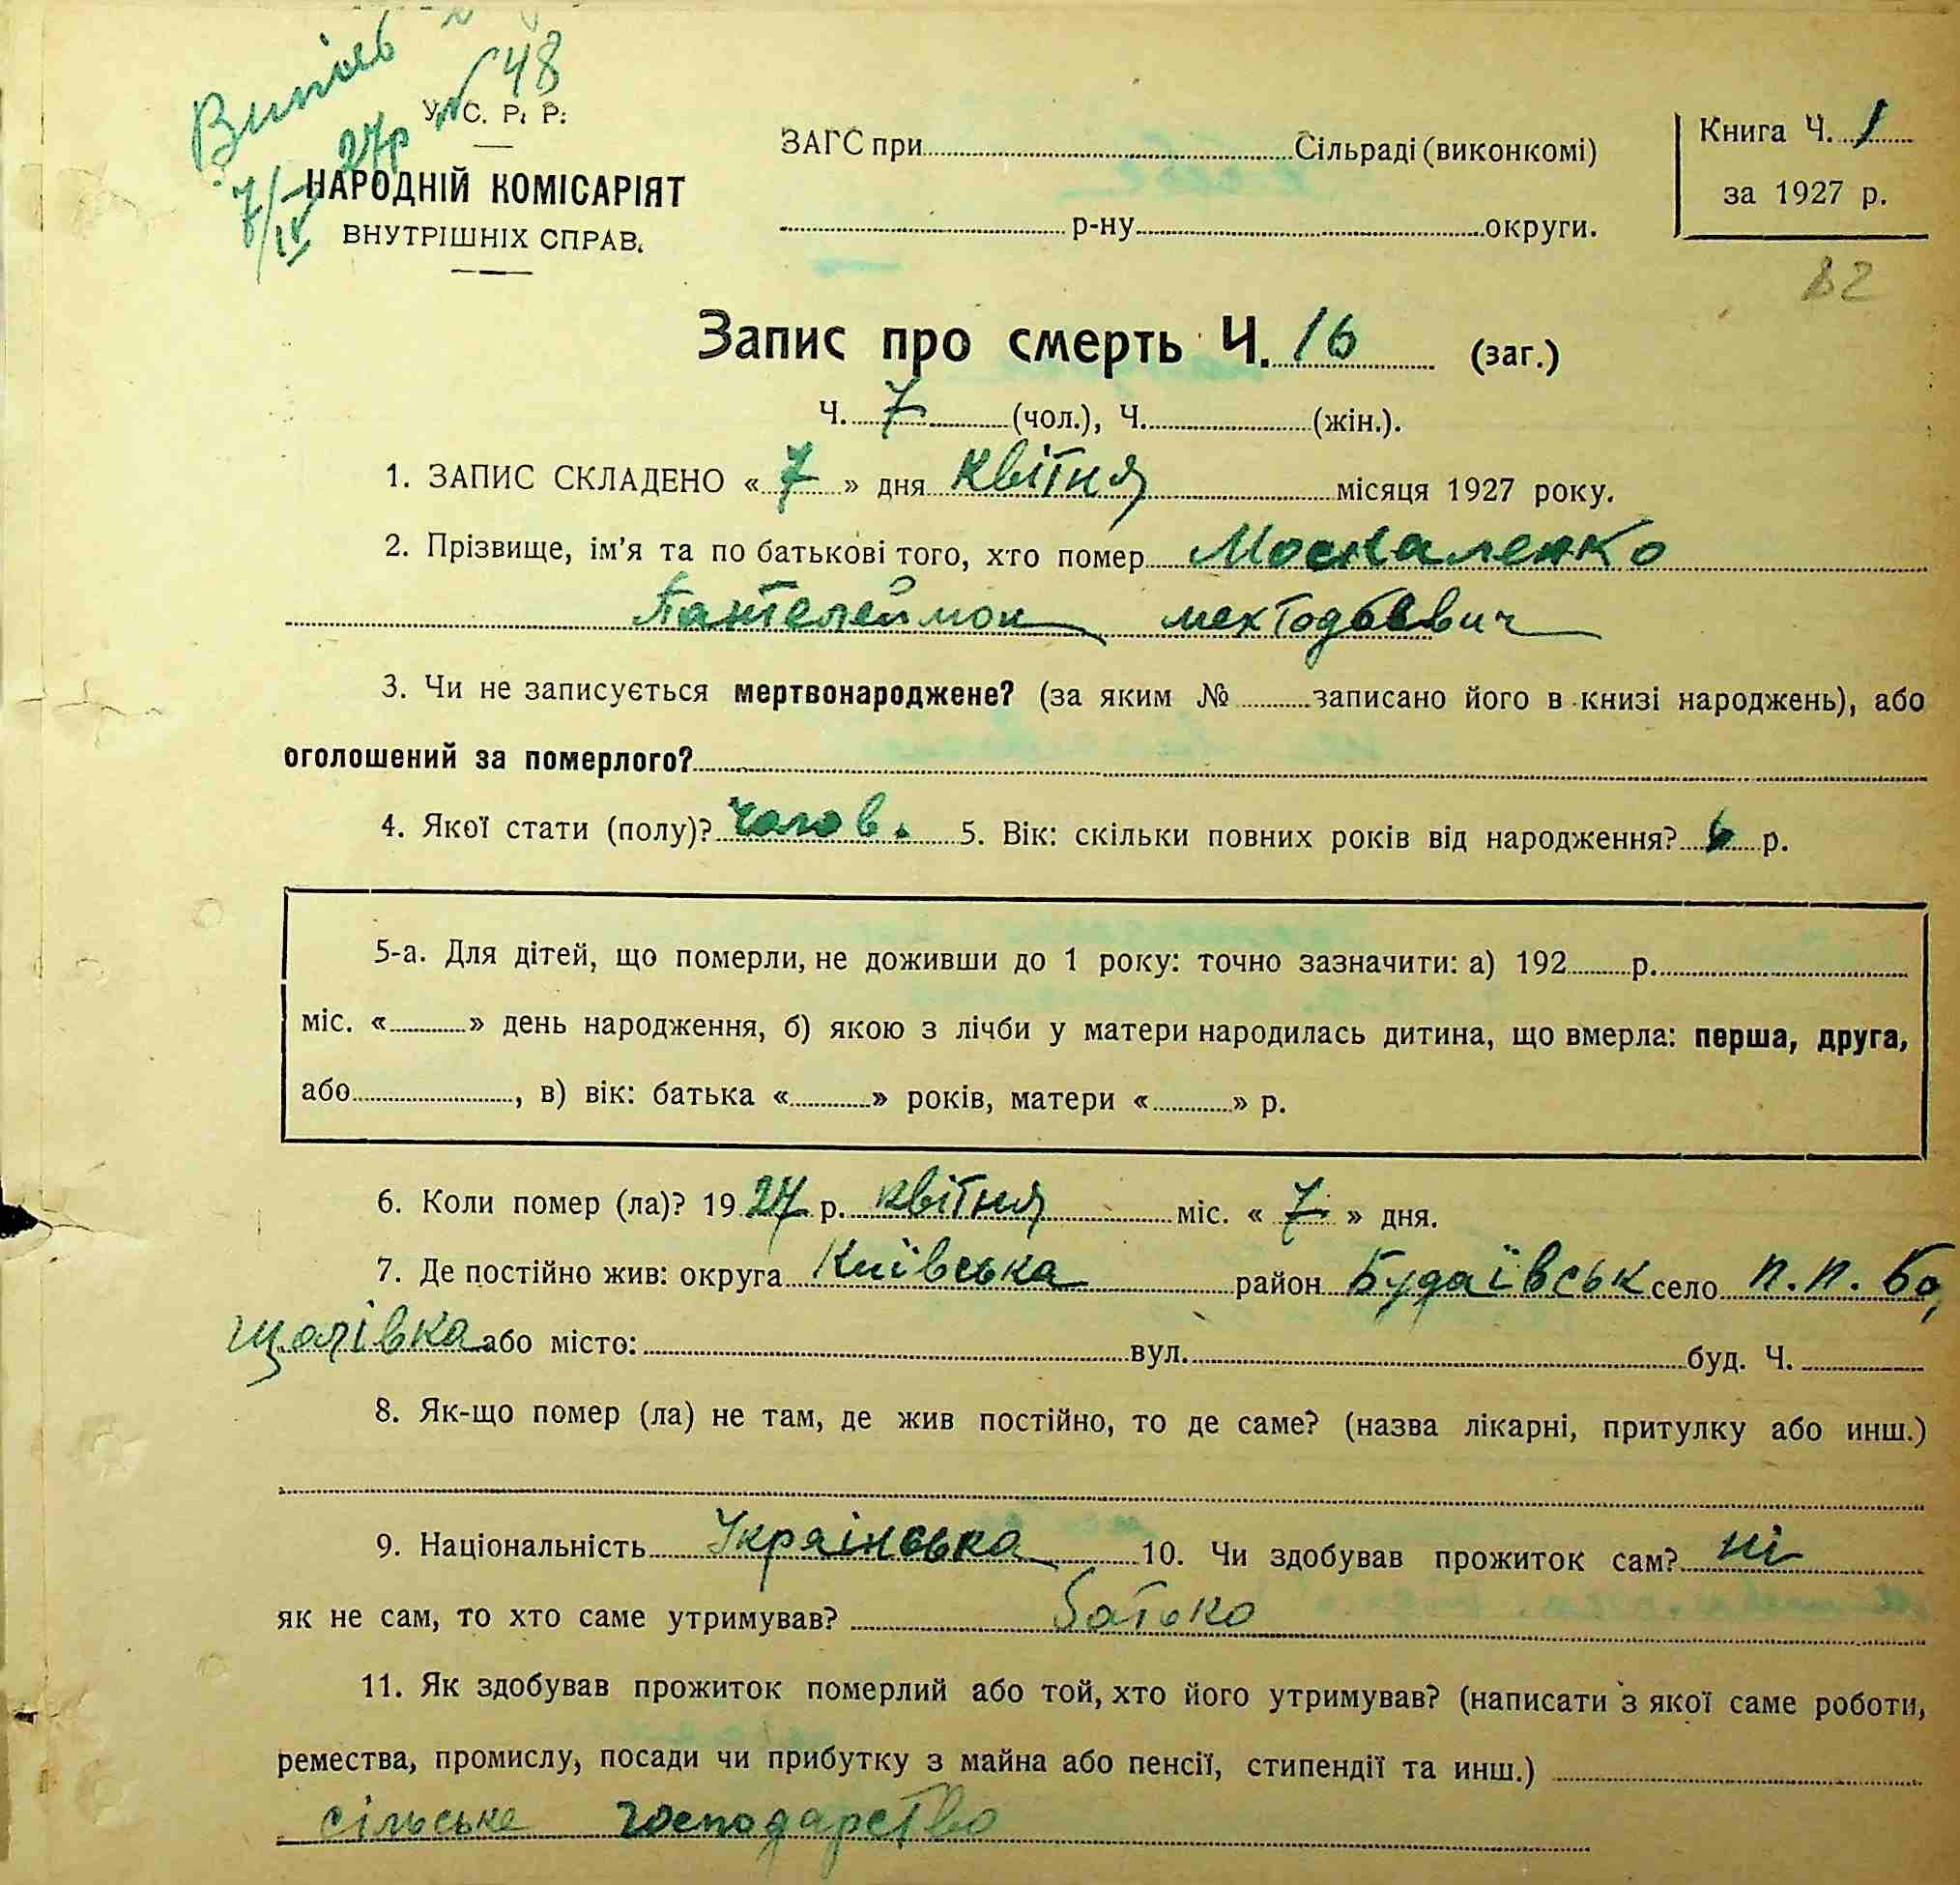 Випись
№ 48
7/IV 27р
У. С. Р. Р.
НАРОДНІЙ КОМІСАРІЯТ
ВНУТРІШНІХ СПРАВ.
ЗАГС при Сільраді (виконкомі)
р-ну округи.
Книга Ч. 1
за 1927 р.
Запис про смерть Ч. 16 (заг.)
Ч. 7 (чол.), Ч. (жін.).
1. ЗАПИС СКЛАДЕНО « 7 » дня квітня місяця 1927 року.
2. Прізвище, ім'я та по батькові того, хто помер Москаленко
Пантелеймон
3. Чи не записується мертвонароджене? (за яким № записано його в книзі народжень), або
оголошений за померлого?
4. Якої стати (полу)? чолов. 5. Вік: скільки повних років від народження? 6 р.
5-а. Для дітей, що померли, не доживши до 1 року: точно зазначити: а) 192 р.
міс. « » день народження, б) якою з лічби у матери народилась дитина, що вмерла: перша, друга,
або , в) вік: батька « » років, матери « » р.
6. Коли помер (ла)? 1927 р. квітня міс. « 7 » дня.
7. Де постійно жив: округа Київська район Будаївськ село п.п. Бо
щагівка або місто: вул. буд. Ч.
8. Як-що помер (ла) не там, де жив постійно, то де саме? (назва лікарні, притулку або инш.)
9. Національність Українська 10. Чи здобував прожиток сам? ні
як не сам, то хто саме утримував? батько
11. Як здобував прожиток померлий або той, хто його утримував? (написати з якої саме роботи,
ремества, промислу, посади чи прибутку з майна або пенсії, стипендії та инш.)
сільське господарство